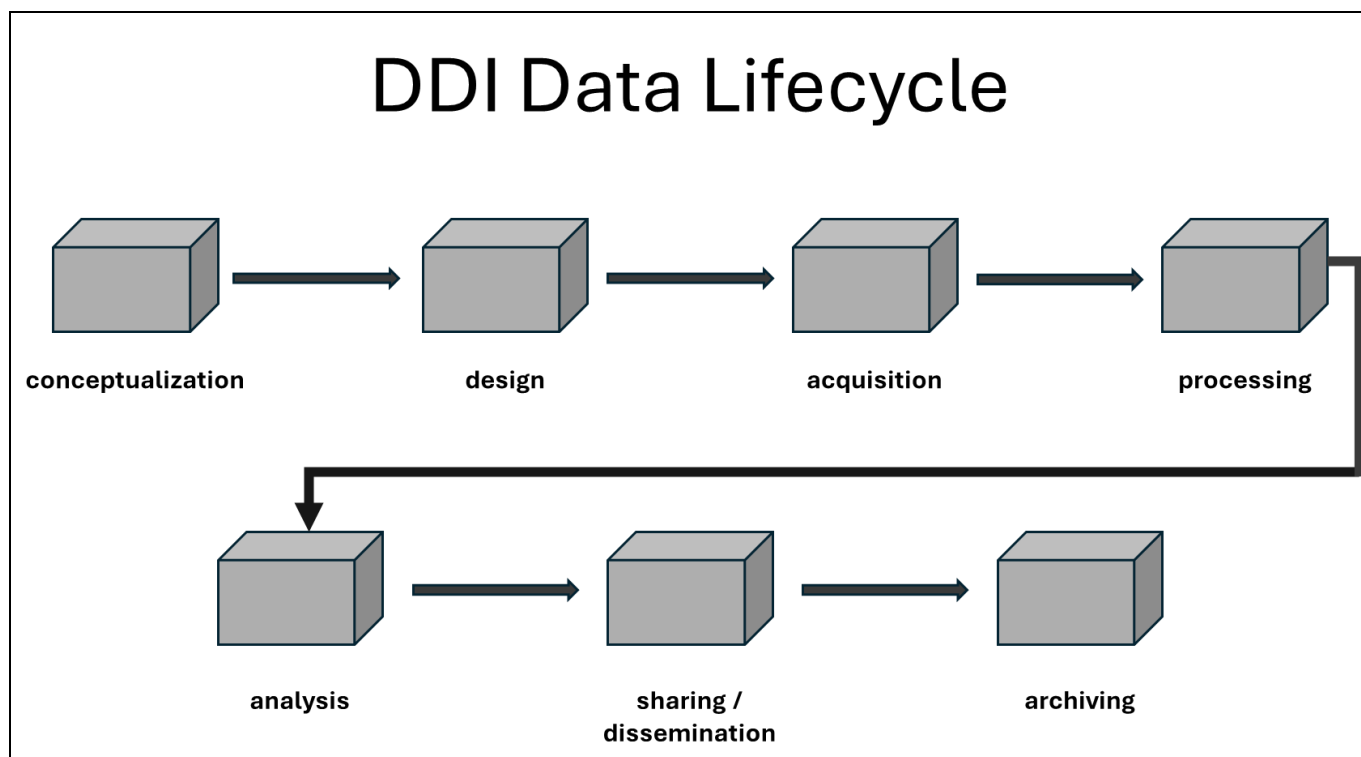 DDI Data Lifecycle
conceptualization
design
acquisition
processing
analysis
sharing /
dissemination
archiving